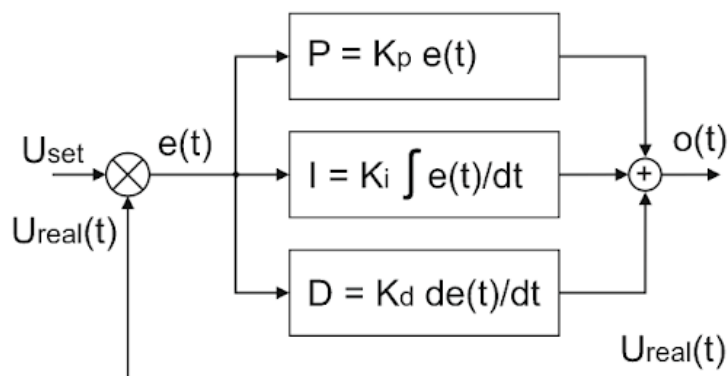 P = Kp e(t)
Uset
e(t)
I = Ki ∫ e(t)/dt
+
o(t)
Ureal(t)
D = Kd de(t)/dt
Ureal(t)